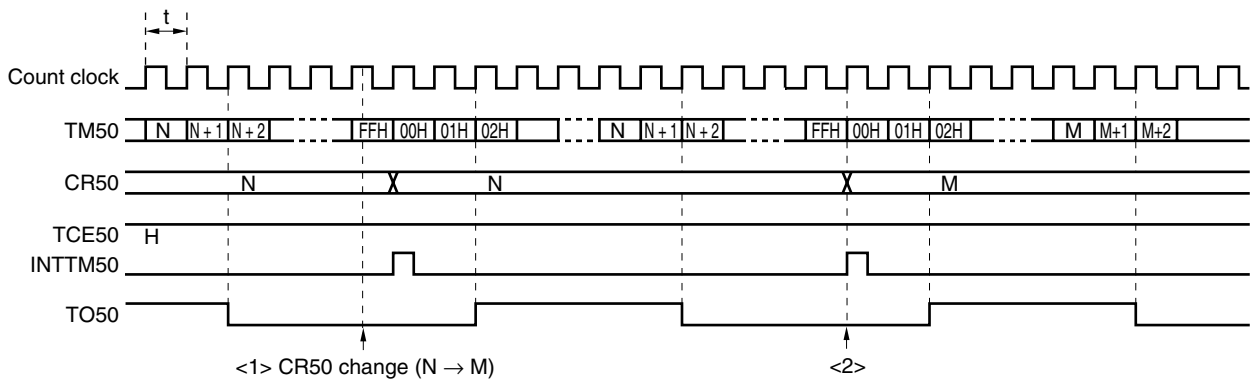 t
Count clock
TM50 N N + 1 N + 2 FFH 00H 01H 02H N N + 1 N + 2 FFH 00H 01H 02H M M+1 M+2
CR50 N N M
TCE50
H
INTTM50
TO50
<1> CR50 change (N → M) <2>